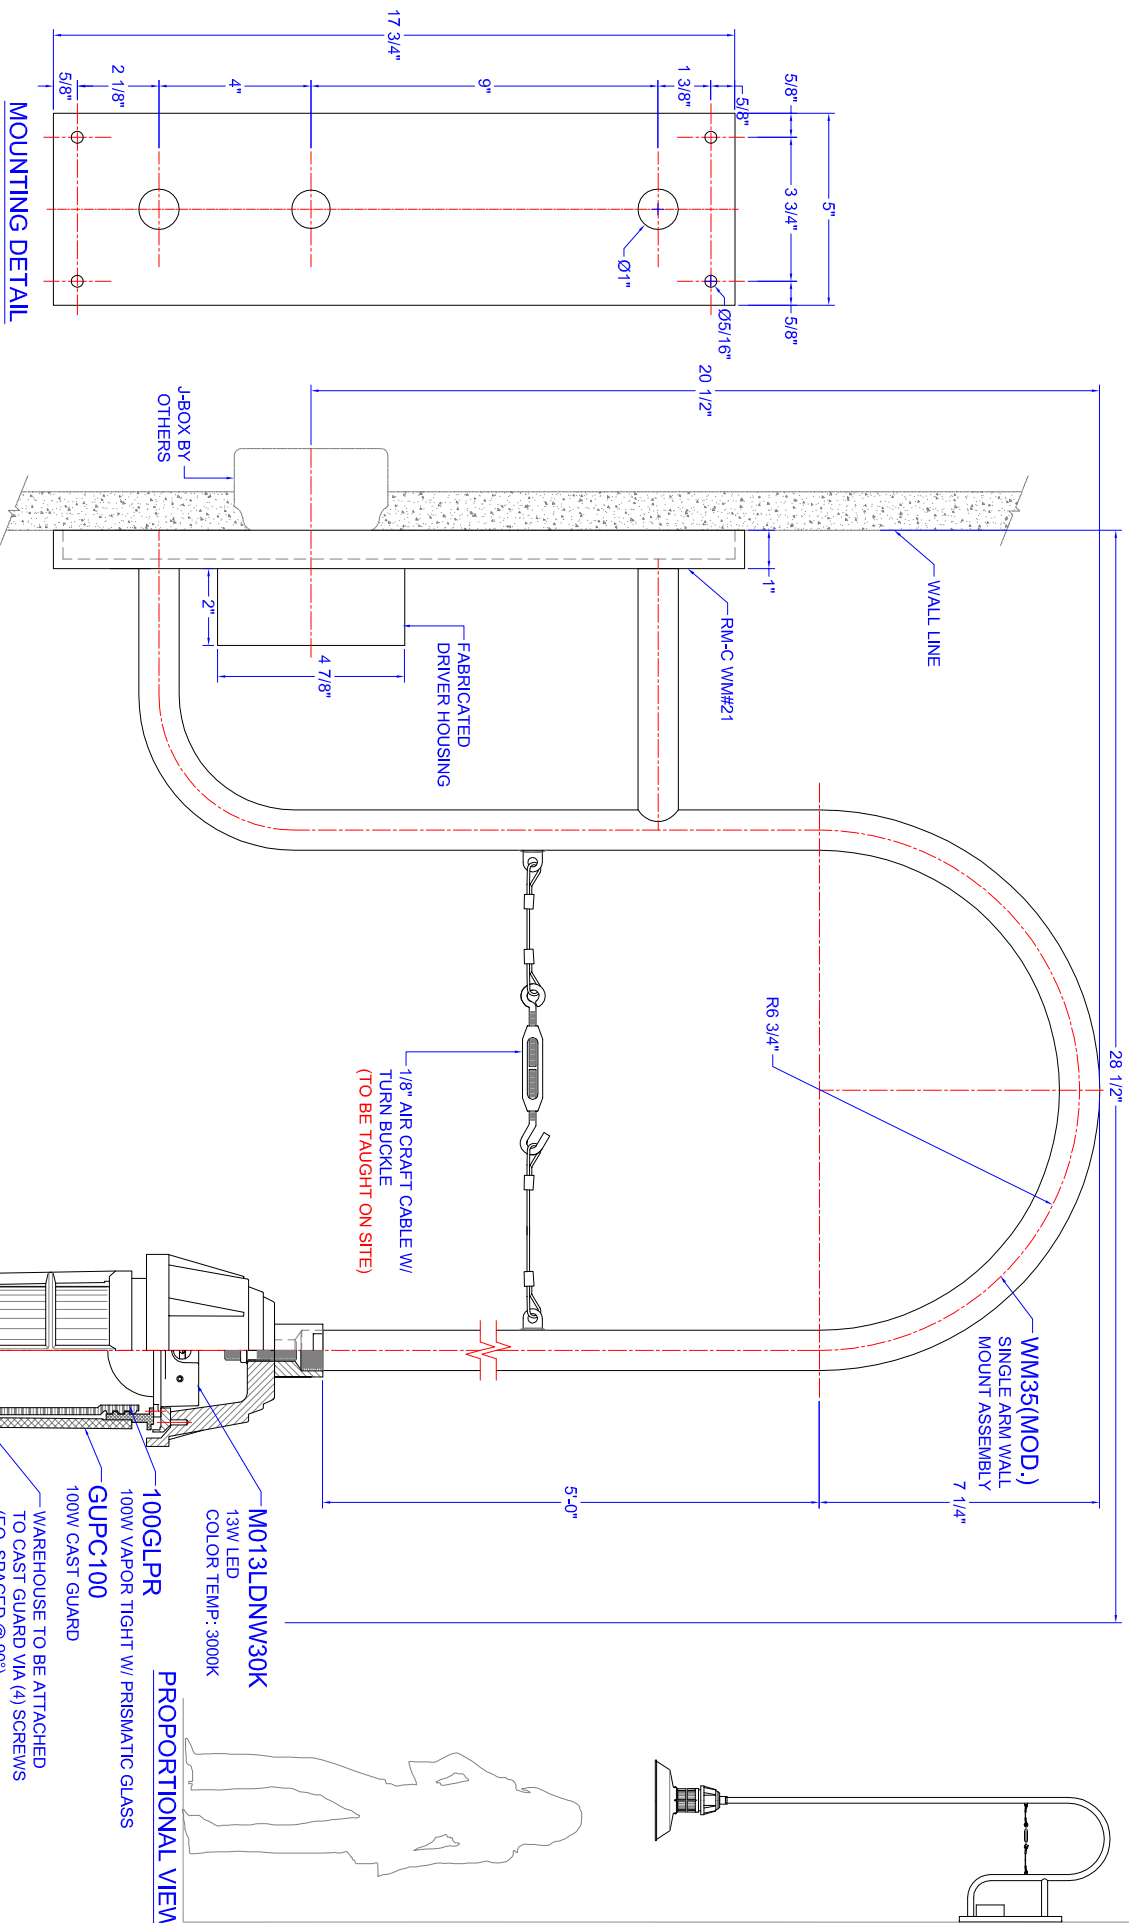 17 3/4"
5/8"
2 1/8"
4"
9"
1 3/8"
5/8"
5/8"
3 3/4"
5"
5/8"
Ø1"
Ø5/16"
MOUNTING DETAIL
20 1/2"
J-BOX BY
OTHERS
WALL LINE
1"
RM-C WM#21
2"
4 7/8"
FABRICATED
DRIVER HOUSING
28 1/2"
R6 3/4"
1/8" AIR CRAFT CABLE W/
TURN BUCKLE
(TO BE TAUGHT ON SITE)
WM35(MOD.)
SINGLE ARM WALL
MOUNT ASSEMBLY
7 1/4"
5'-0"
M013LDNW30K
13W LED
COLOR TEMP: 3000K
100GLPR
100W VAPOR TIGHT W/ PRISMATIC GLASS
GUPC100
100W CAST GUARD
WAREHOUSE TO BE ATTACHED
TO CAST GUARD VIA (4) SCREWS
(EQ. SPACED @ 90°)
PROPORTIONAL VIEW